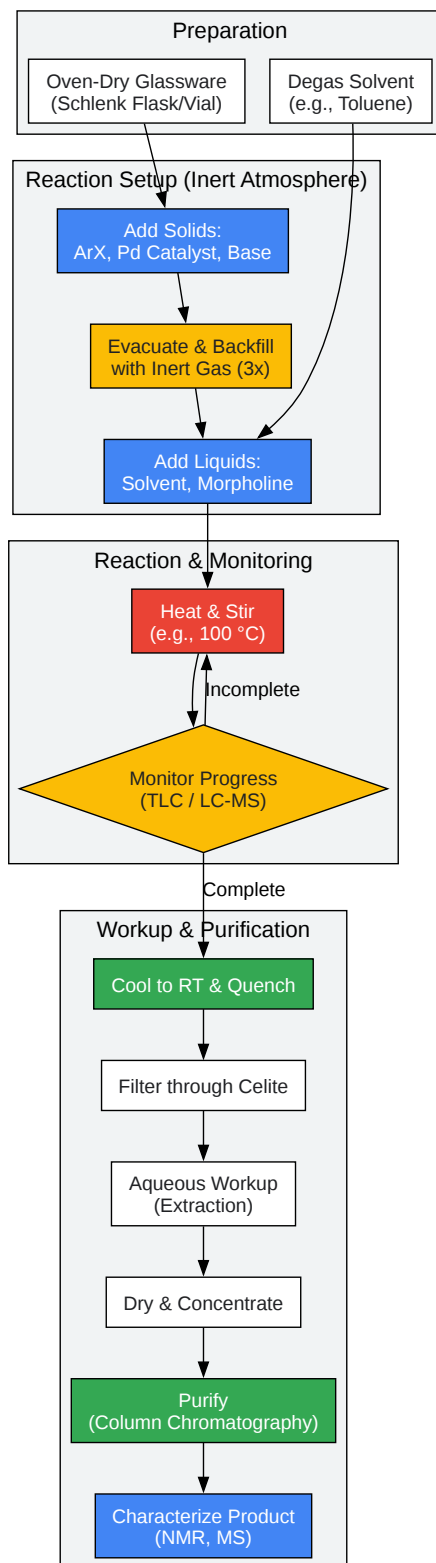 Preparation
Oven-Dry Glassware
(Schlenk Flask/Vial)
Degas Solvent
(e.g., Toluene)
Reaction Setup (Inert Atmosphere)
Add Solids:
ArX, Pd Catalyst, Base
Evacuate & Backfill
with Inert Gas (3x)
Add Liquids:
Solvent, Morpholine
Reaction & Monitoring
Heat & Stir
(e.g., 100 °C)
Incomplete
Monitor Progress
(TLC / LC-MS)
Complete
Workup & Purification
Cool to RT & Quench
Filter through Celite
Aqueous Workup
(Extraction)
Dry & Concentrate
Purify
(Column Chromatography)
Characterize Product
(NMR, MS)